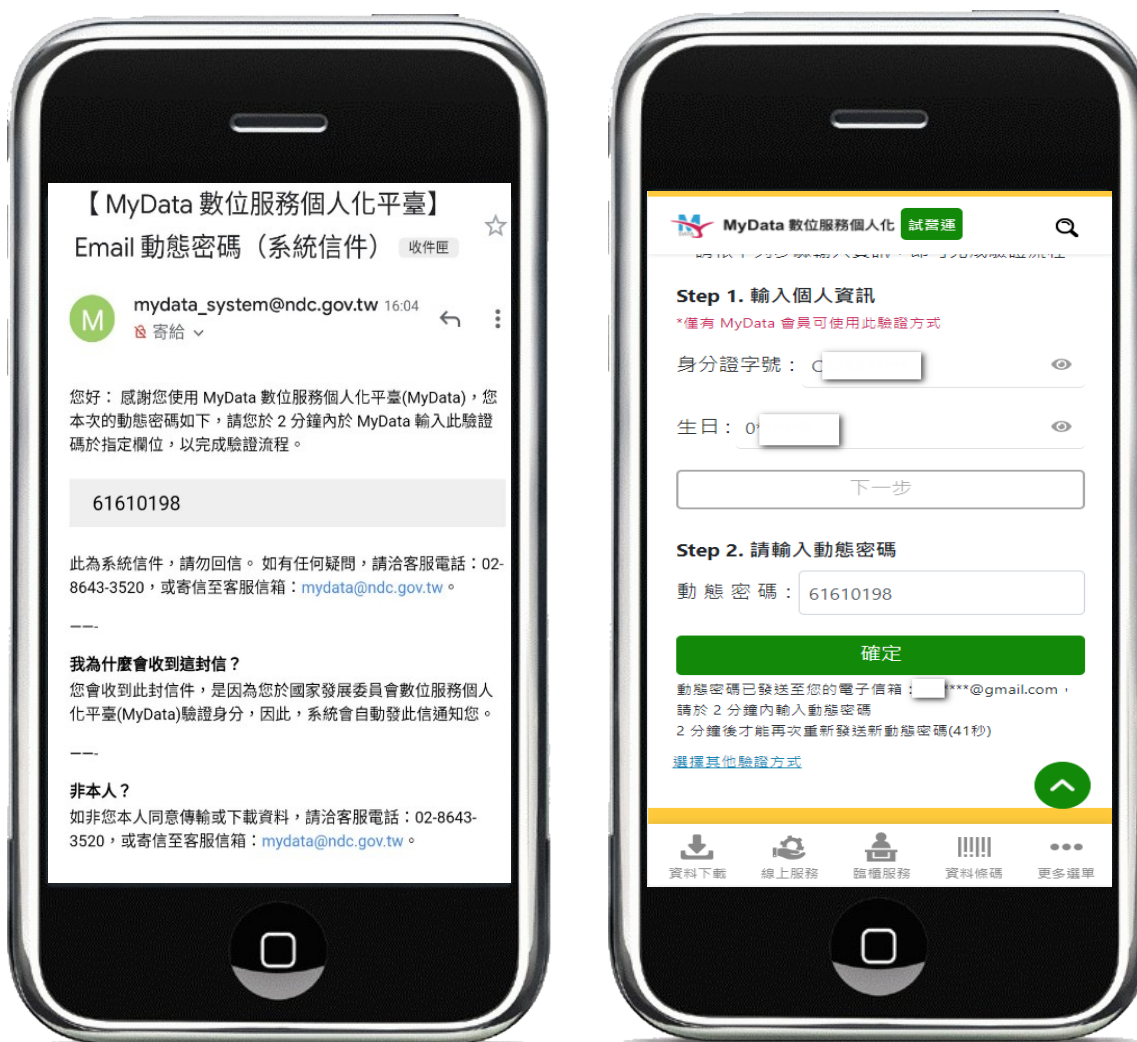 【 MyData 數位服務個人化平臺】
Email 動態密碼（系統信件） 收件匣
M
mydata_system@ndc.gov.tw 16:04
寄給
您好： 感謝您使用 MyData 數位服務個人化平臺(MyData)，您
本次的動態密碼如下，請您於 2 分鐘內於 MyData 輸入此驗證
碼於指定欄位，以完成驗證流程。
61610198
此為系統信件，請勿回信。 如有任何疑問，請洽客服電話：02-
8643-3520，或寄信至客服信箱：mydata@ndc.gov.tw。
——-
我為什麼會收到這封信？
您會收到此封信件，是因為您於國家發展委員會數位服務個人
化平臺(MyData)驗證身分，因此，系統會自動發此信通知您。
——-
非本人？
如非您本人同意傳輸或下載資料，請洽客服電話：02-8643-
3520，或寄信至客服信箱：mydata@ndc.gov.tw。
MyData 數位服務個人化 試營運
Step 1. 輸入個人資訊
*僅有 MyData 會員可使用此驗證方式
身分證字號：
生日：0*
下一步
Step 2. 請輸入動態密碼
動態密碼：61610198
確定
動態密碼已發送至您的電子信箱：***@gmail.com，
請於 2 分鐘內輸入動態密碼
2 分鐘後才能再次重新發送新動態密碼(41秒)
選擇其他驗證方式
資料下載 線上服務 臨櫃服務 資料條碼 更多選單